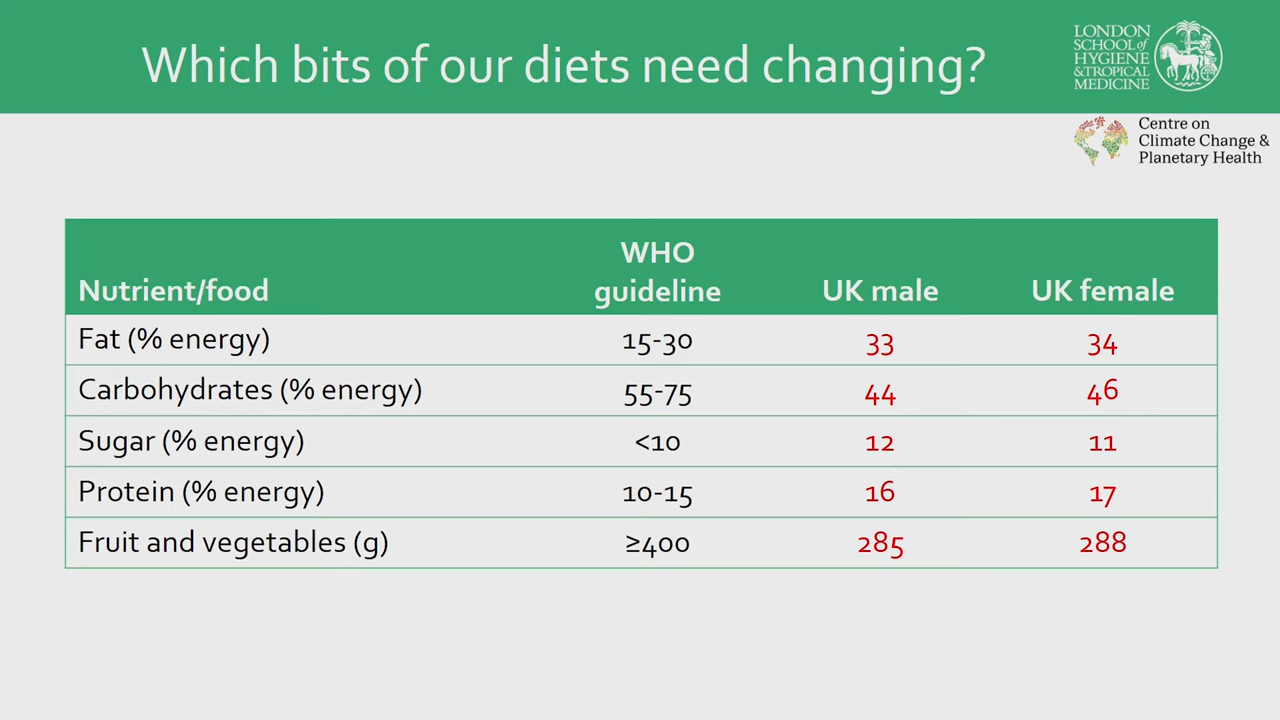 Which bits of our diets need changing?
LONDON
SCHOOL of
HYGIENE
& TROPICAL
MEDICINE
Centre on
Climate Change &
Planetary Health
Nutrient/food WHO guideline UK male UK female
Fat (% energy) 15-30 33 34
Carbohydrates (% energy) 55-75 44 46
Sugar (% energy) <10 12 11
Protein (% energy) 10-15 16 17
Fruit and vegetables (g) ≥400 285 288